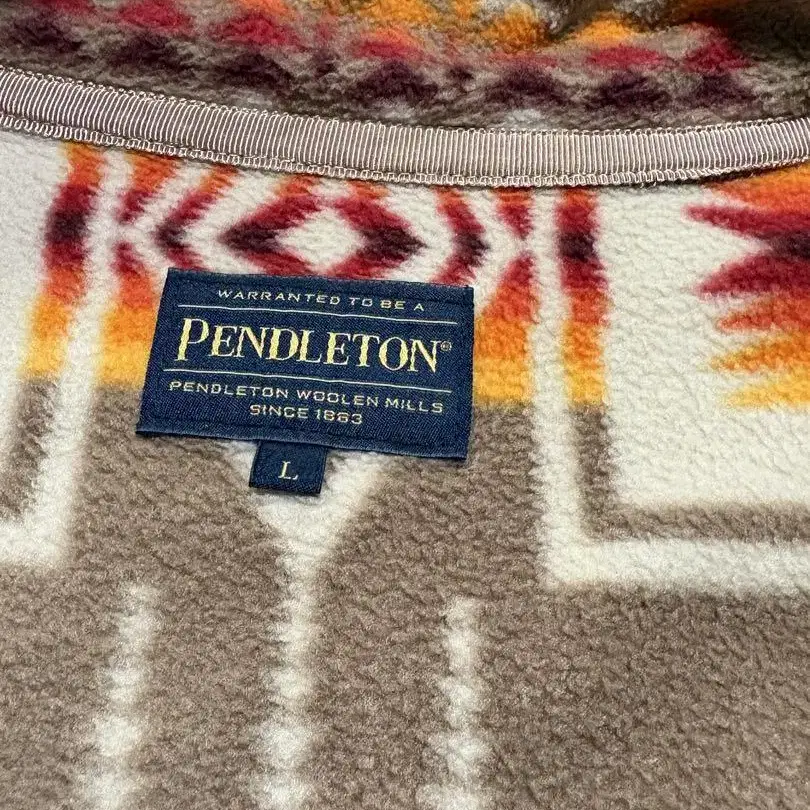 WARRANTED TO BE A
PENDLETON®
PENDLETON WOOLEN MILLS
SINCE 1863
L